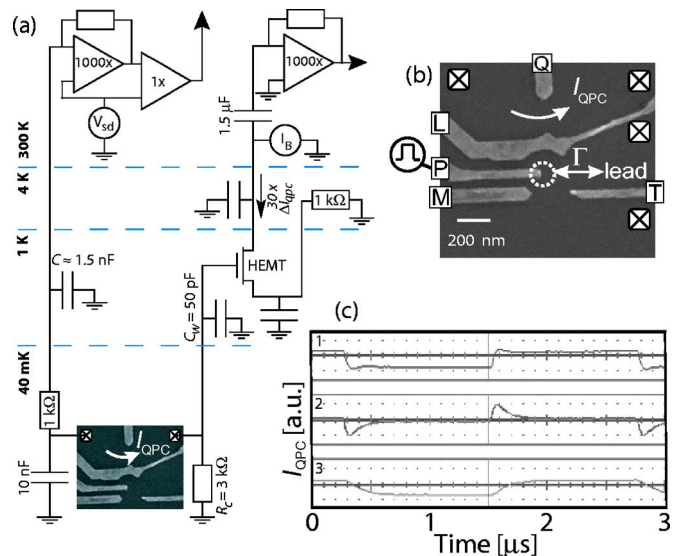 (a)
1000x
1x
V_sd
1000x
1.5 μF
I_B
300 K
4 K
30 x
ΔI_qpc
1 kΩ
1 K
C ≈ 1.5 nF
C_W = 50 pF
HEMT
40 mK
1 kΩ
10 nF
I_QPC
R_C = 3 kΩ
(b)
Q
I_QPC
L
P
M
Γ
lead
T
200 nm
(c)
1
2
3
I_QPC [a.u.]
0
1
2
3
Time [μs]